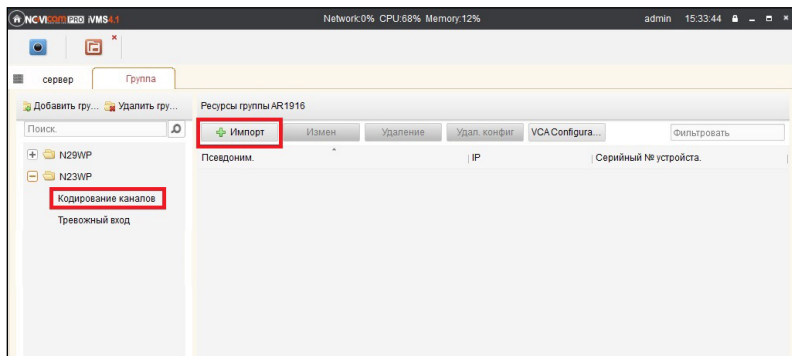 NOVICAM PRO iVMS4.1 Network:0% CPU:68% Memory:12% admin 15:33:44
сервер Группа
Добавить гру... Удалить гру... Ресурсы группы AR1916
Поиск. Импорт Измен Удаление Удал. конфиг VCA Configura... Фильтровать
N29WP Псевдоним. IP Серийный № устройста.
N23WP
Кодирование каналов
Тревожный вход